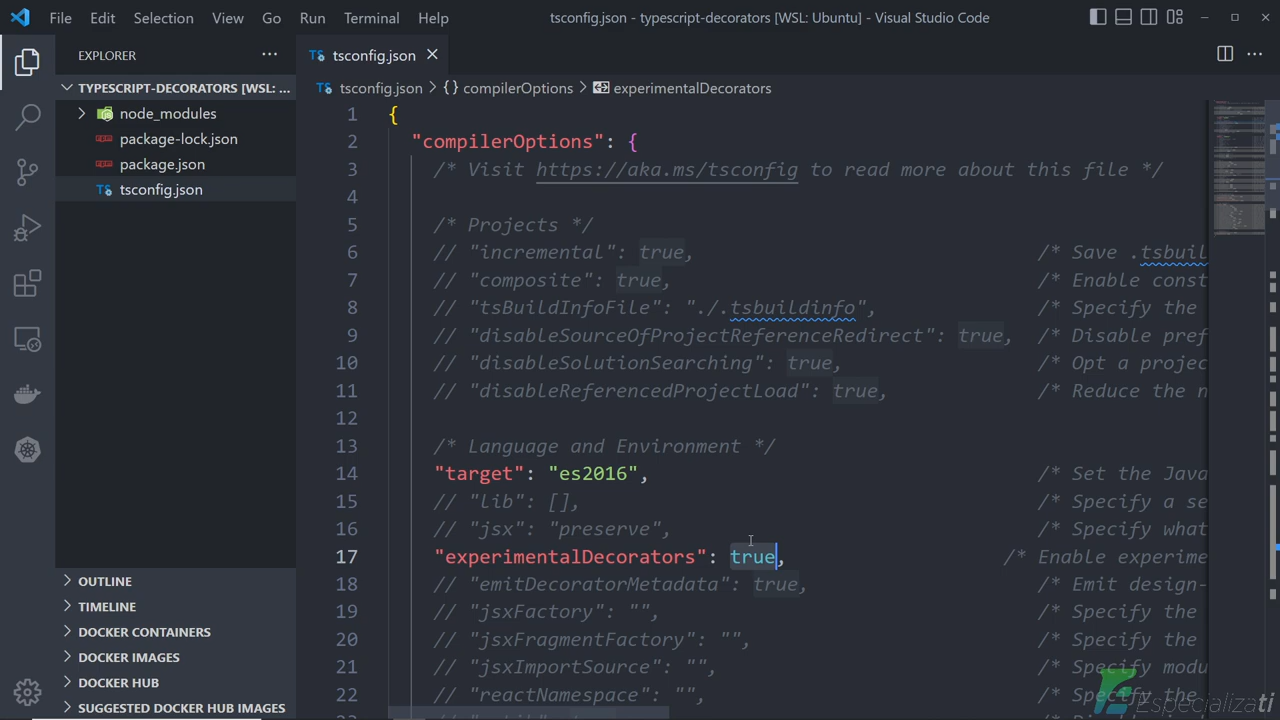 File Edit Selection View Go Run Terminal Help
tsconfig.json - typescript-decorators [WSL: Ubuntu] - Visual Studio Code
EXPLORER
TYPESCRIPT-DECORATORS [WSL: ...
node_modules
package-lock.json
package.json
tsconfig.json
OUTLINE
TIMELINE
DOCKER CONTAINERS
DOCKER IMAGES
DOCKER HUB
SUGGESTED DOCKER HUB IMAGES
TS tsconfig.json
TS tsconfig.json > {} compilerOptions > experimentalDecorators
1 {
2 "compilerOptions": {
3 /* Visit https://aka.ms/tsconfig to read more about this file */
4
5 /* Projects */
6 // "incremental": true, /* Save .tsbuil
7 // "composite": true, /* Enable const
8 // "tsBuildInfoFile": "./.tsbuildinfo", /* Specify the
9 // "disableSourceOfProjectReferenceRedirect": true, /* Disable pref
10 // "disableSolutionSearching": true, /* Opt a projec
11 // "disableReferencedProjectLoad": true, /* Reduce the n
12
13 /* Language and Environment */
14 "target": "es2016", /* Set the Java
15 // "lib": [], /* Specify a se
16 // "jsx": "preserve", /* Specify what
17 "experimentalDecorators": true, /* Enable experime
18 // "emitDecoratorMetadata": true, /* Emit design-
19 // "jsxFactory": "", /* Specify the
20 // "jsxFragmentFactory": "", /* Specify the
21 // "jsxImportSource": "", /* Specify modu
22 // "reactNamespace": "", /* Specify the
Especializati